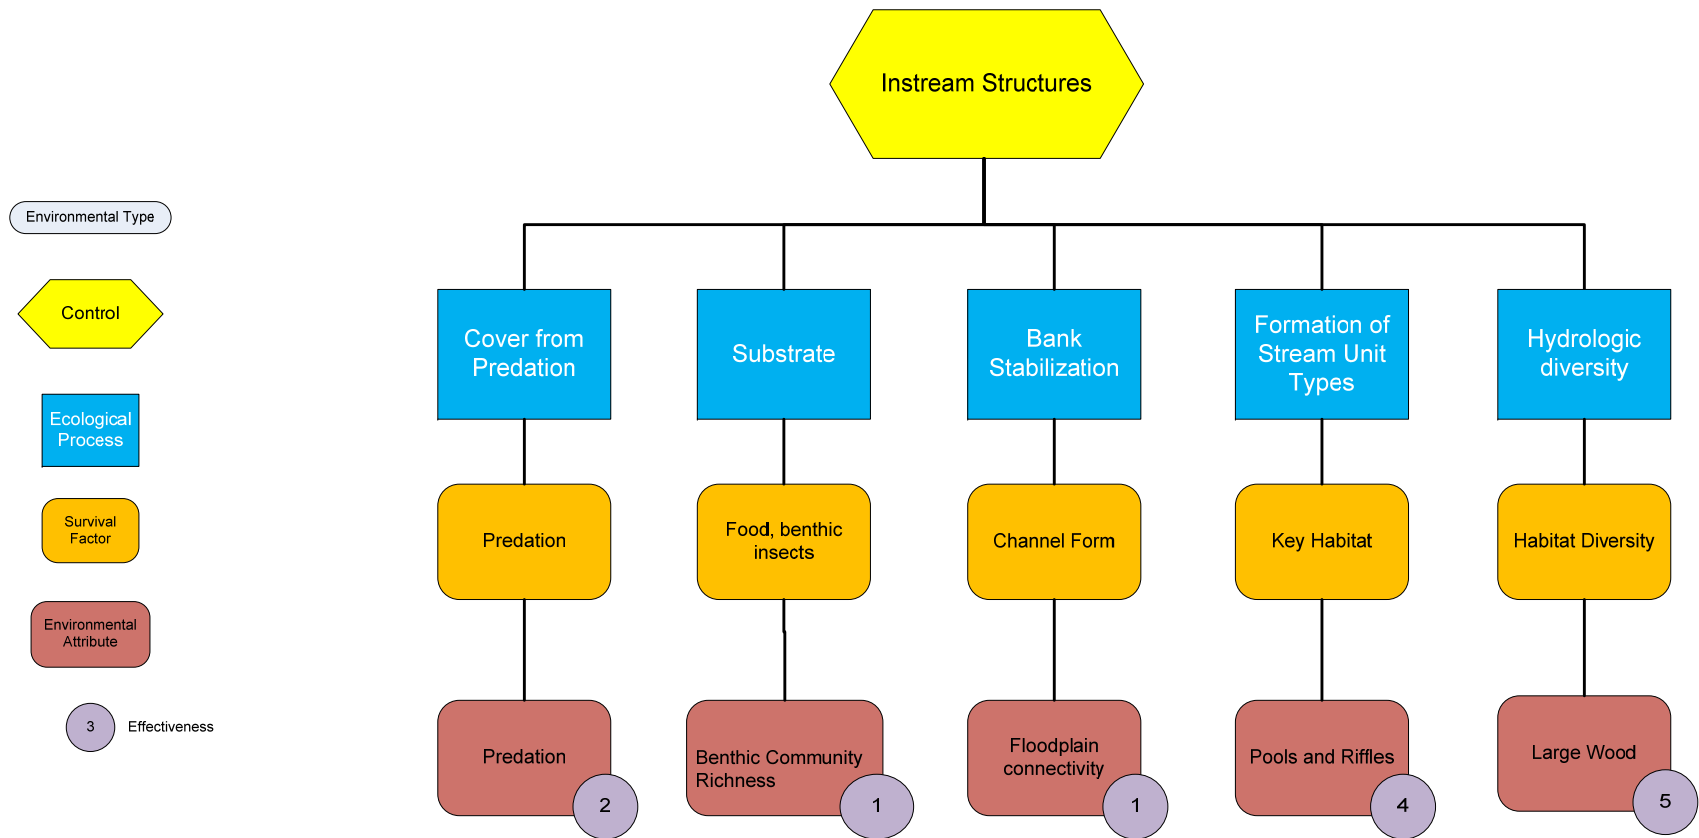 Instream Structures
Environmental Type
Control
Ecological
Process
Survival
Factor
Environmental
Attribute
3
Effectiveness
Cover from
Predation
Substrate
Bank
Stabilization
Formation of
Stream Unit
Types
Hydrologic
diversity
Predation
Food, benthic
insects
Channel Form
Key Habitat
Habitat Diversity
Predation
2
Benthic Community
Richness
1
Floodplain
connectivity
1
Pools and Riffles
4
Large Wood
5